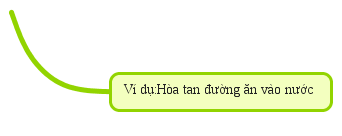 Ví dụ:Hòa tan đường ăn vào nước